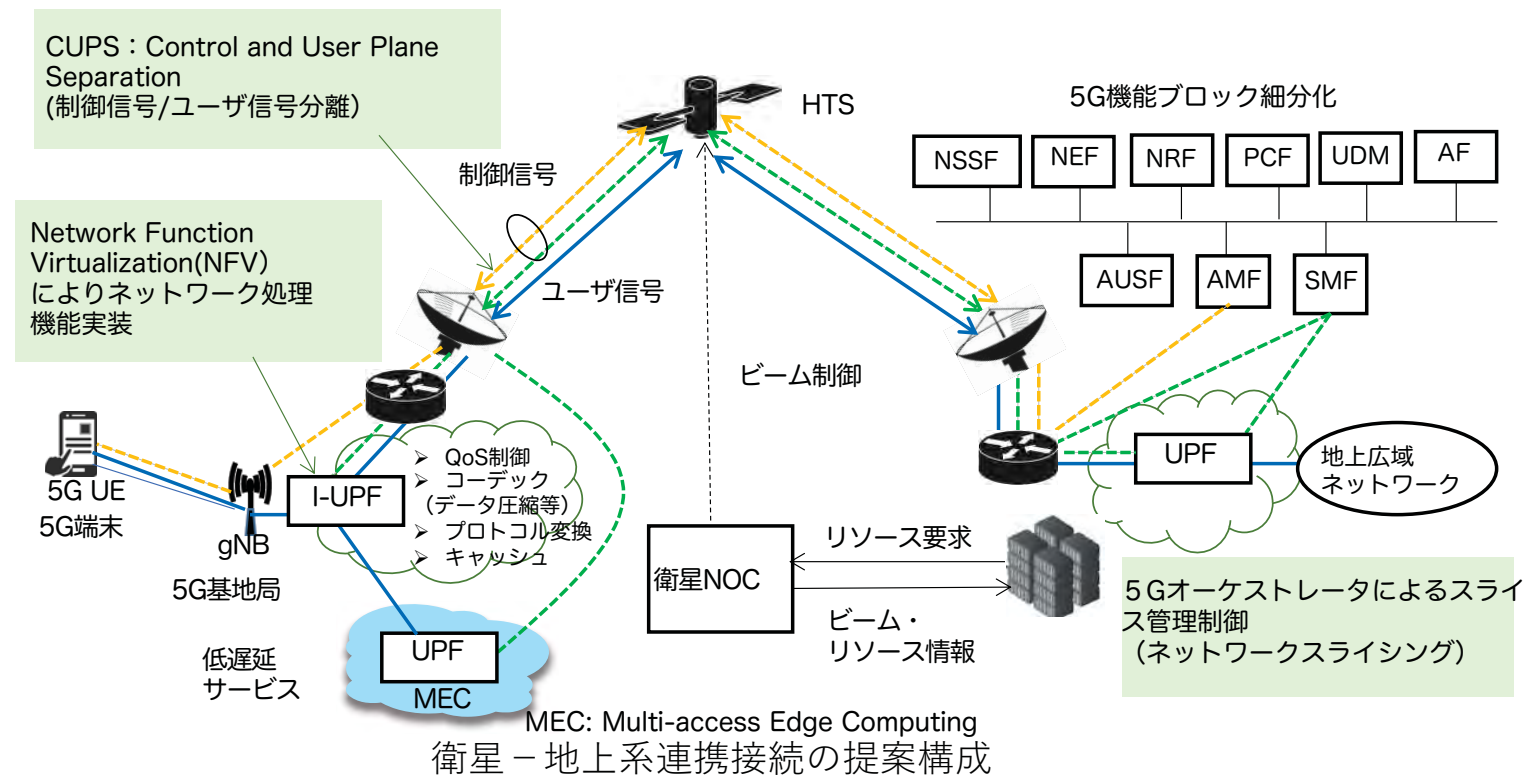 CUPS：Control and User Plane
Separation
(制御信号/ユーザ信号分離）
HTS
5G機能ブロック細分化
NSSF
NEF
NRF
PCF
UDM
AF
AUSF
AMF
SMF
制御信号
ユーザ信号
Network Function
Virtualization(NFV）
によりネットワーク処理
機能実装
ビーム制御
5G UE
5G端末
gNB
5G基地局
I-UPF
➢ QoS制御
➢ コーデック
（データ圧縮等）
➢ プロトコル変換
➢ キャッシュ
UPF
地上広域
ネットワーク
衛星NOC
リソース要求
ビーム・
リソース情報
５Gオーケストレータによるスライ
ス管理制御
（ネットワークスライシング）
低遅延
サービス
UPF
MEC
MEC: Multi-access Edge Computing
衛星－地上系連携接続の提案構成